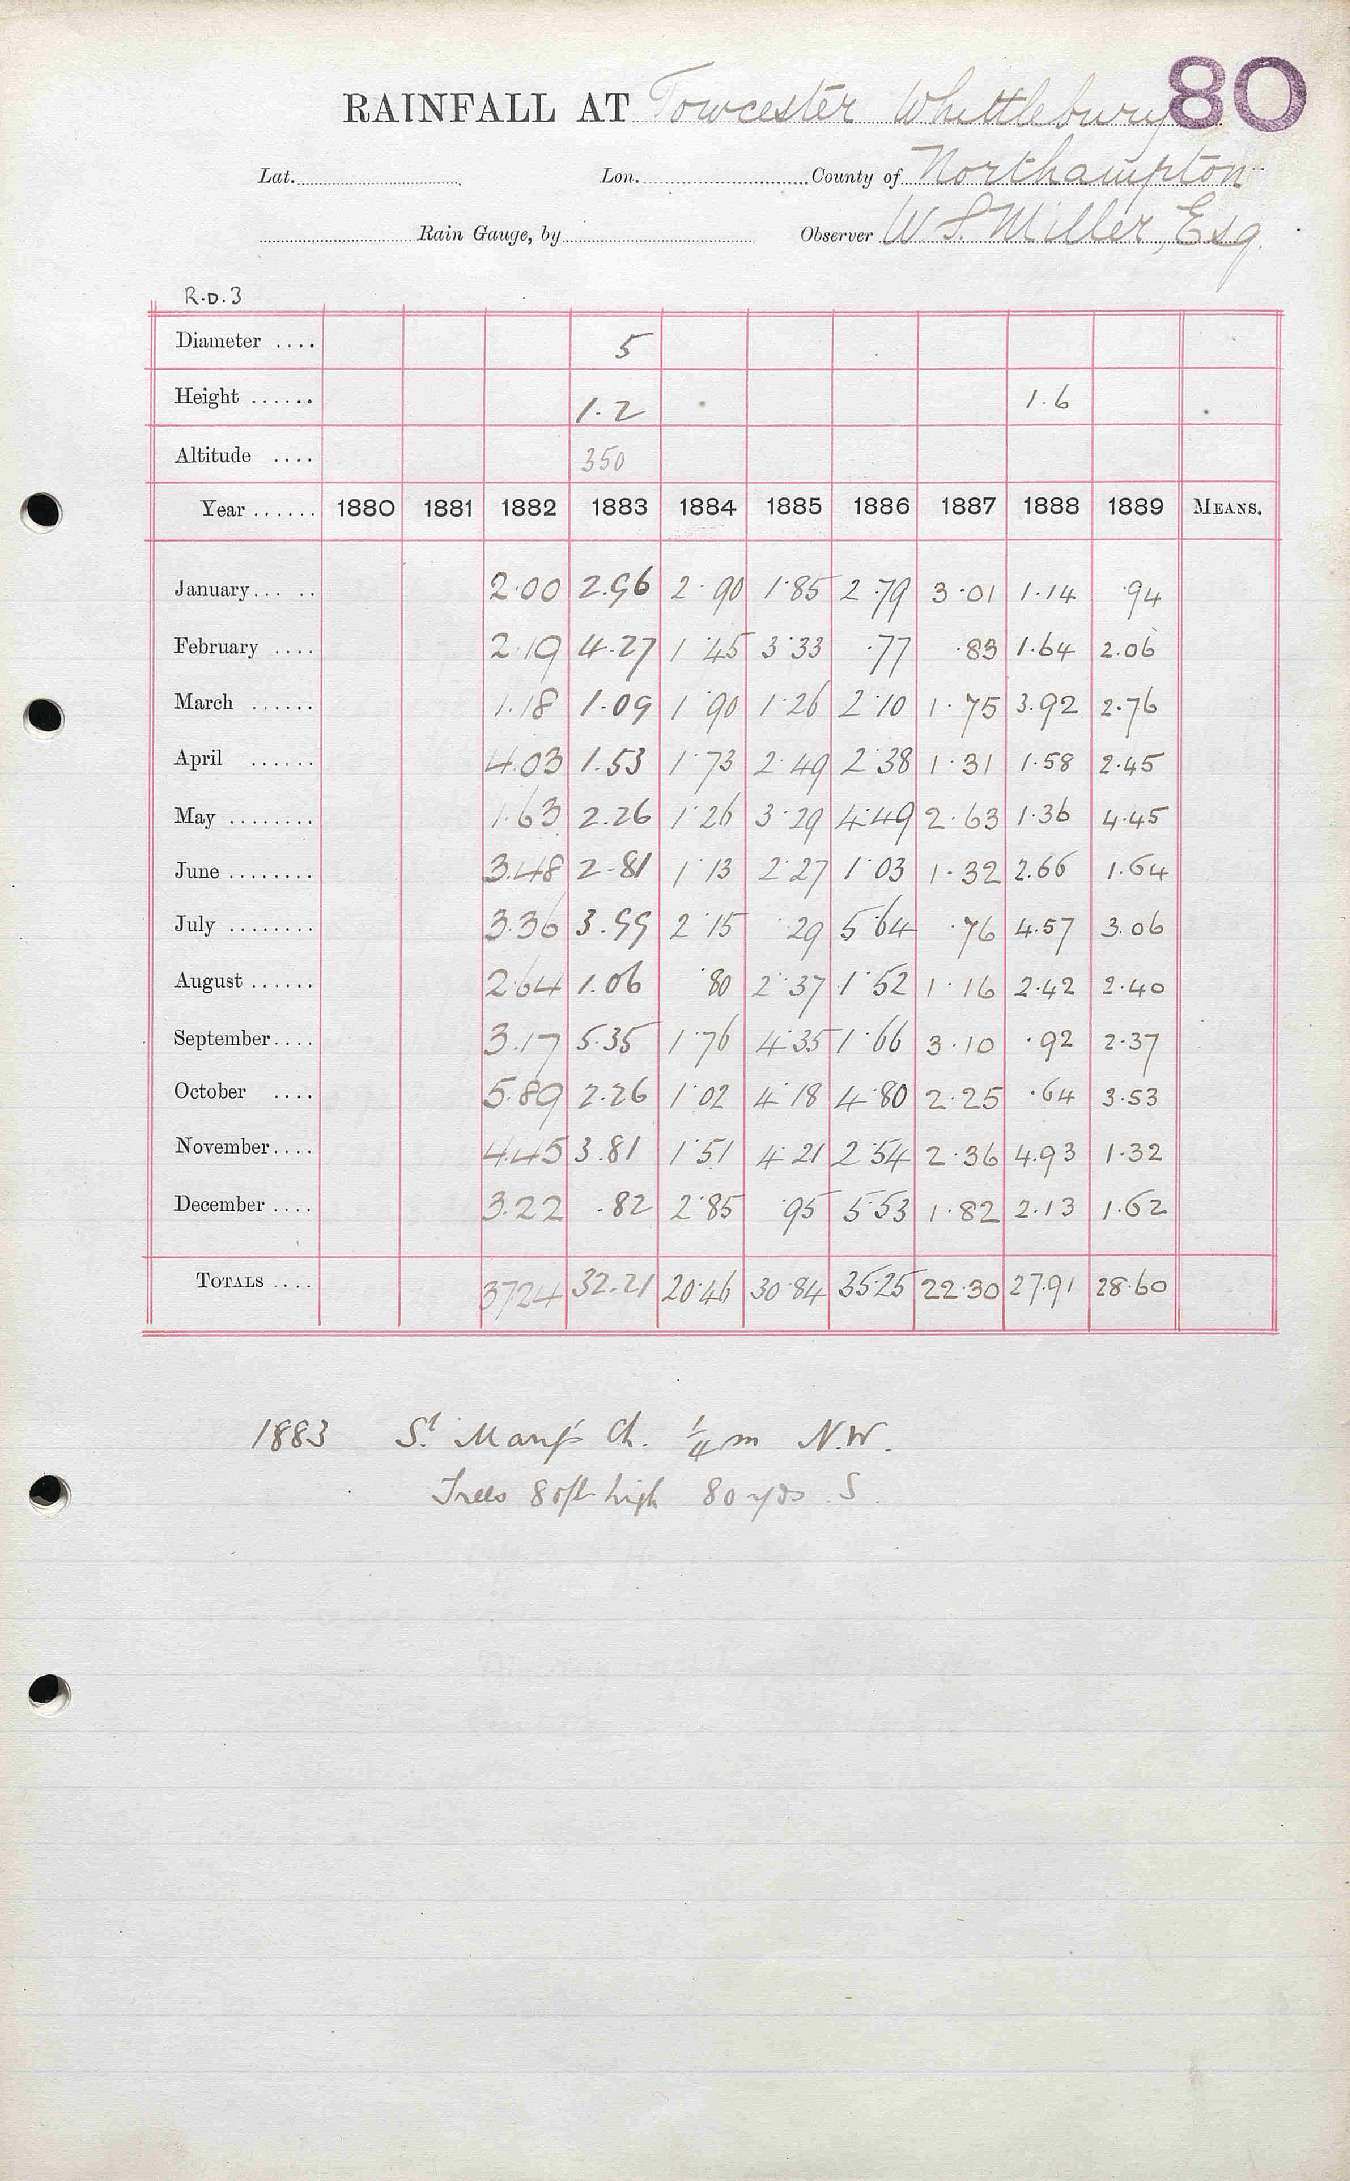 80
RAINFALL AT Towcester Whittlebury
Lat. Lon. County of Northampton
Rain Gauge, by Observer W. S. Miller, Esq.
R.D.3
Diameter .... 5
Height ...... 1.2 1.6
Altitude .... 350
Year ...... 1880 1881 1882 1883 1884 1885 1886 1887 1888 1889 MEANS.
January.... .. 2.00 2.96 2.90 1.85 2.79 3.01 1.14 .94
February .... 2.19 4.27 1.45 3.33 .77 .83 1.64 2.06
March ...... 1.18 1.09 1.90 1.26 2.10 1.75 3.92 2.76
April ...... 4.03 1.53 1.73 2.49 2.38 1.31 1.58 2.45
May ........ 1.63 2.26 1.26 3.29 4.49 2.63 1.36 4.45
June ........ 3.48 2.81 1.13 2.27 1.03 1.32 2.66 1.64
July ........ 3.36 3.99 2.15 .29 5.64 .76 4.57 3.06
August ...... 2.64 1.06 .80 2.37 1.52 1.16 2.42 2.40
September.... 3.17 5.35 1.76 4.35 1.66 3.10 .92 2.37
October .... 5.89 2.26 1.02 4.18 4.80 2.25 .64 3.53
November.... 4.45 3.81 1.51 4.21 2.54 2.36 4.93 1.32
December .... 3.22 .82 2.85 .95 5.53 1.82 2.13 1.62
TOTALS .... 37.24 32.21 20.46 30.84 35.25 22.30 27.91 28.60
1883 St. Mary's Ch. 1/4 m N.W.
Trees 80ft high 80 yds S.